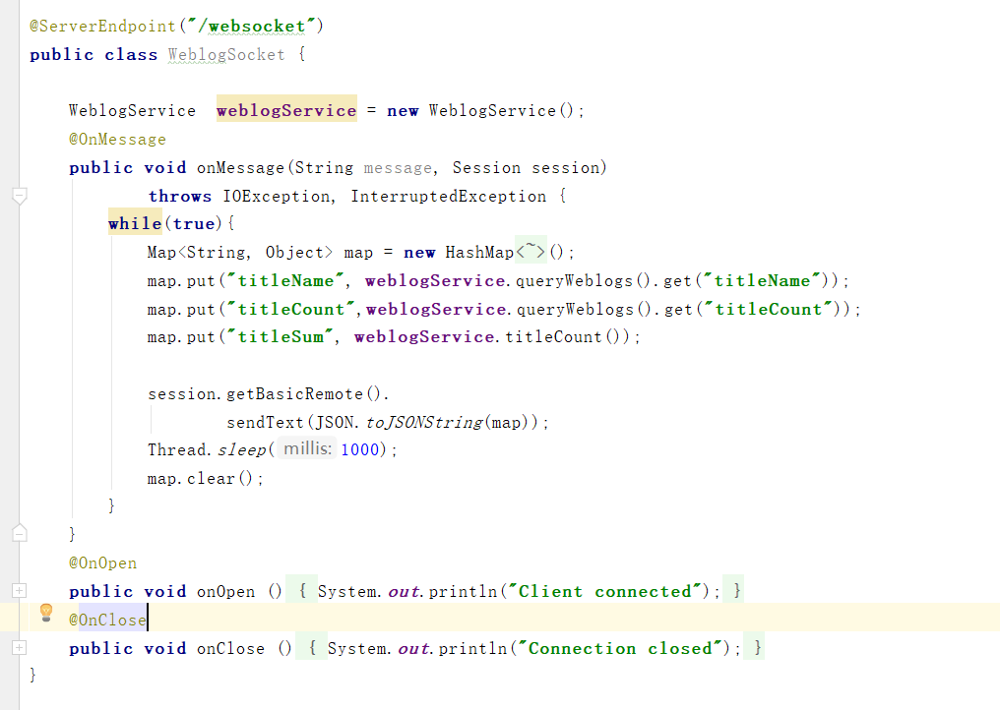 @ServerEndpoint("/websocket")
public class WeblogSocket {
WeblogService  weblogService = new WeblogService();
@OnMessage
public void onMessage(String message, Session session)
throws IOException, InterruptedException {
while(true){
Map<String, Object> map = new HashMap<~>();
map.put("titleName", weblogService.queryWeblogs().get("titleName"));
map.put("titleCount",weblogService.queryWeblogs().get("titleCount"));
map.put("titleSum", weblogService.titleCount());
session.getBasicRemote().
sendText(JSON.toJSONString(map));
Thread.sleep( millis: 1000);
map.clear();
}
}
@OnOpen
public void onOpen () { System.out.println("Client connected"); }
@OnClose
public void onClose () { System.out.println("Connection closed"); }
}